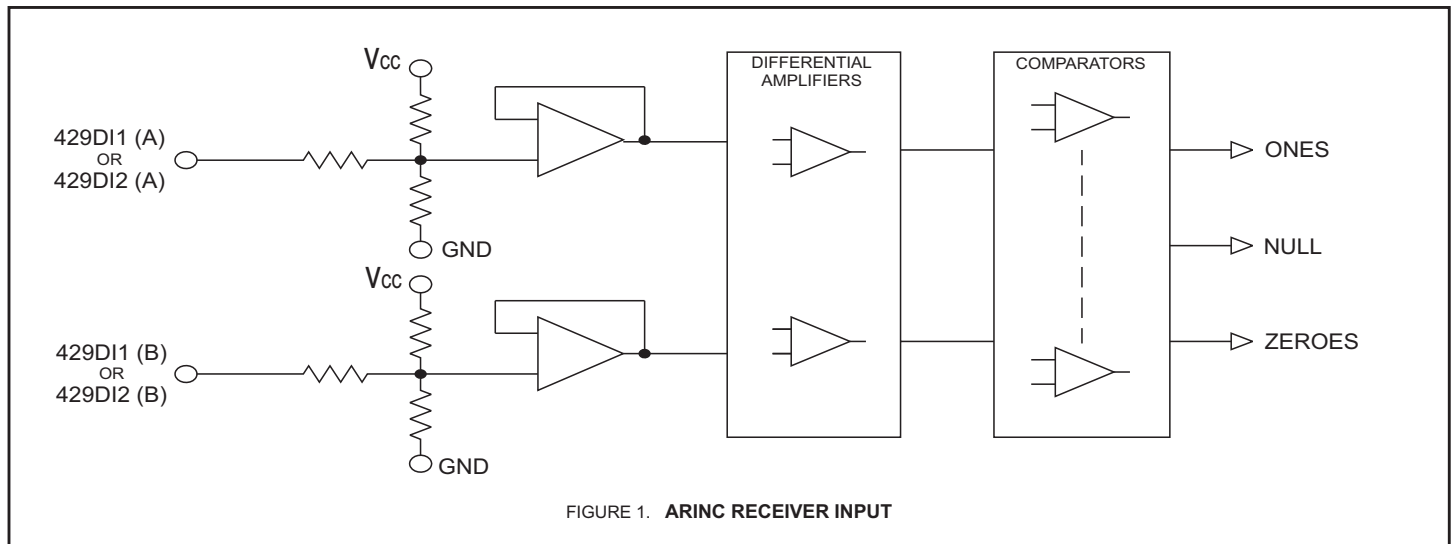 Vcc
DIFFERENTIAL
AMPLIFIERS
COMPARATORS
429DI1 (A)
OR
429DI2 (A)
ONES
GND
NULL
Vcc
429DI1 (B)
OR
429DI2 (B)
ZEROES
GND
FIGURE 1. ARINC RECEIVER INPUT